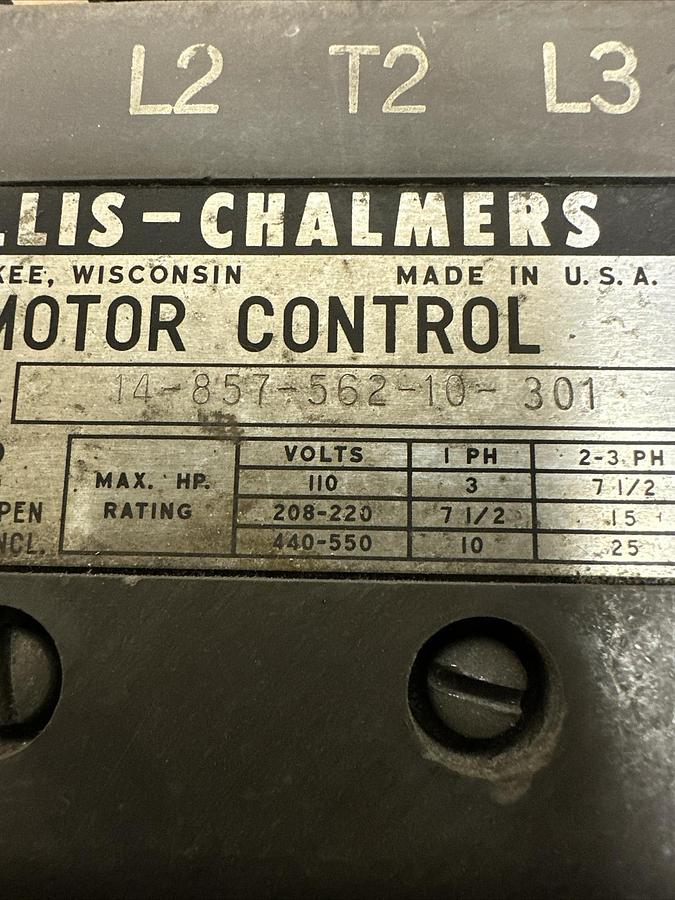 L2 T2 L3
LLIS-CHALMERS
KEE, WISCONSIN MADE IN U.S.A.
MOTOR CONTROL
14-857-562-10-301
VOLTS 1 PH 2-3 PH
MAX. HP. RATING
110 3 7 1/2
208-220 7 1/2 15
440-550 10 25
PEN
NCL.